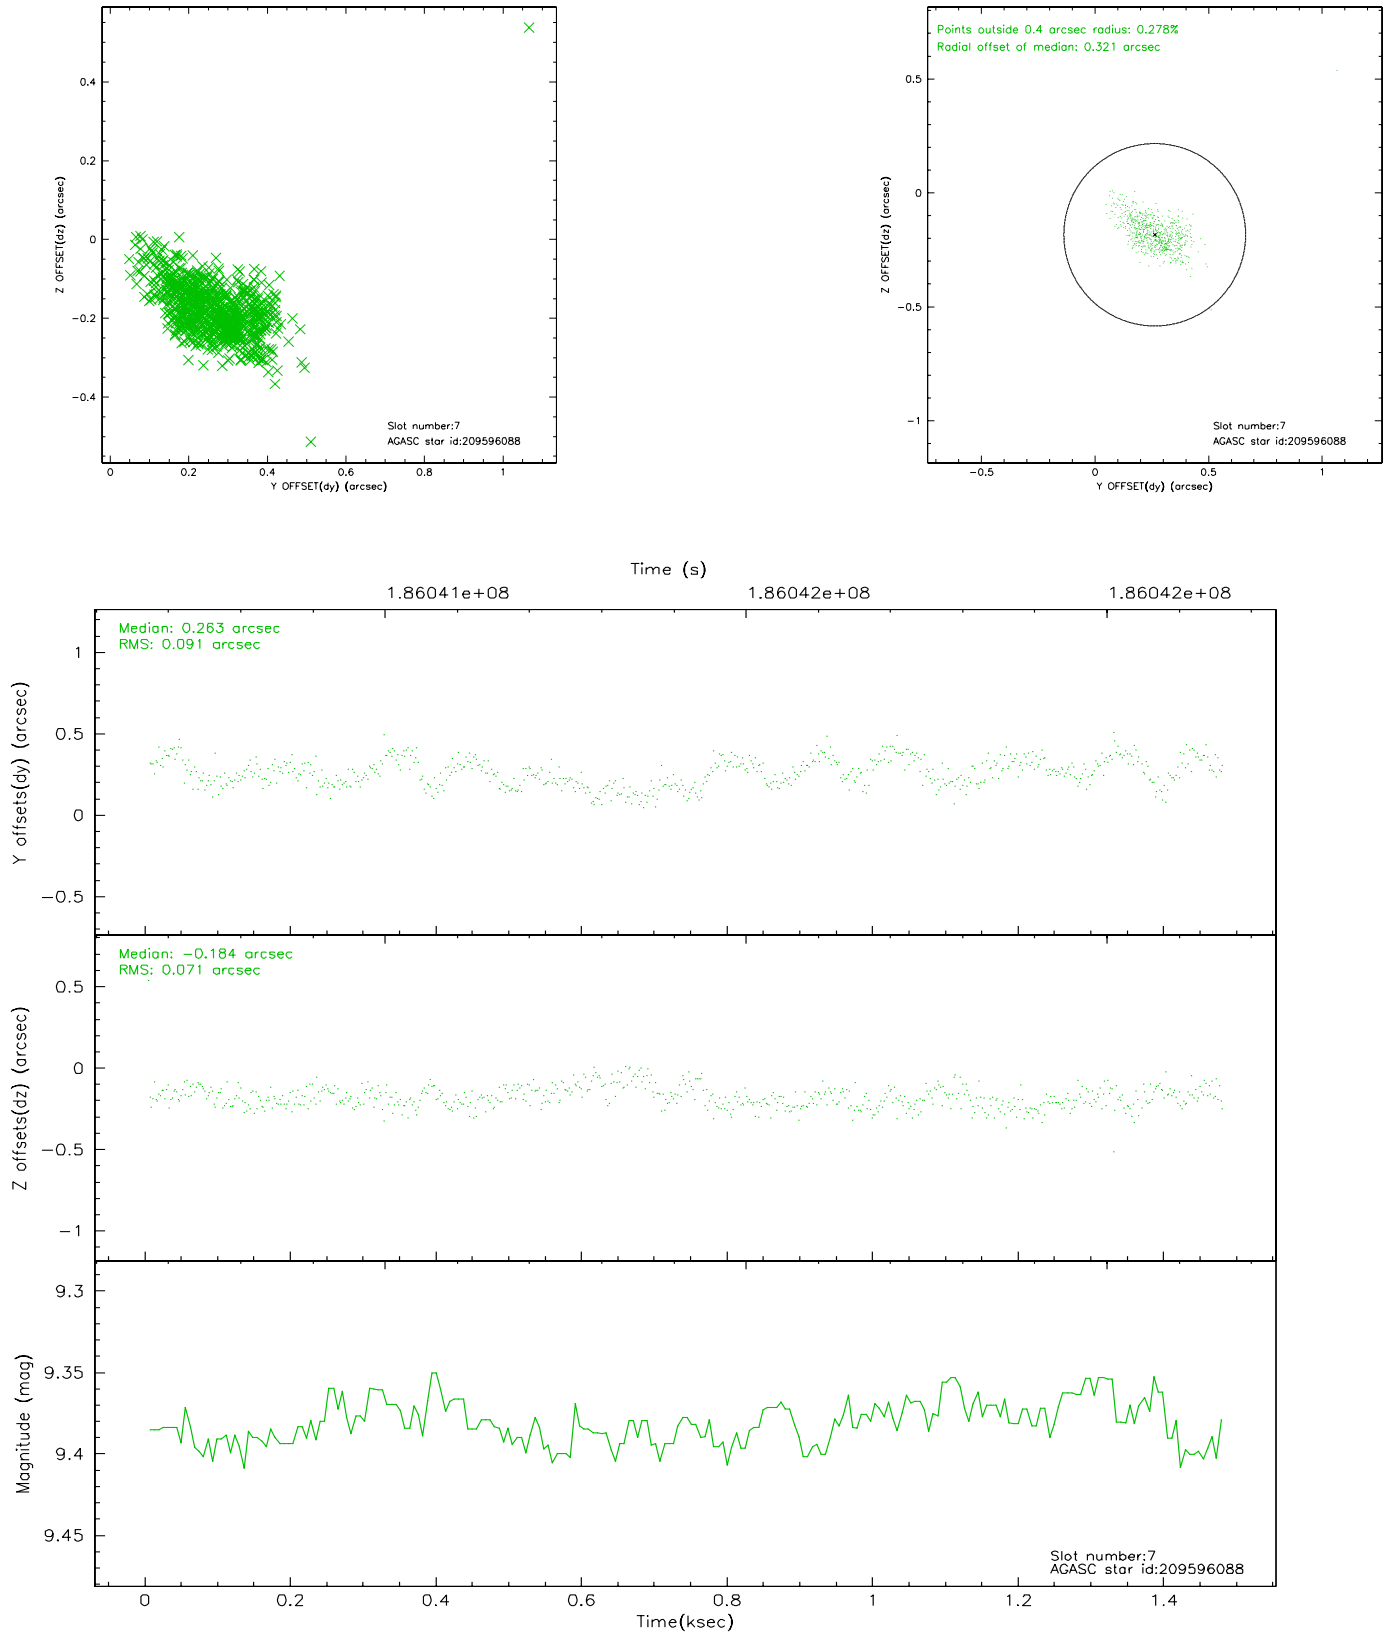 0.4
0.2
0
−0.2
−0.4
Z OFFSET(dz) (arcsec)
Slot number:7
AGASC star id:209596088
0 0.2 0.4 0.6 0.8 1
Y OFFSET(dy) (arcsec)
Points outside 0.4 arcsec radius: 0.278%
Radial offset of median: 0.321 arcsec
0.5
0
−0.5
−1
Z OFFSET(dz) (arcsec)
Slot number:7
AGASC star id:209596088
−0.5 0 0.5 1
Y OFFSET(dy) (arcsec)
Time (s)
1.86041e+08 1.86042e+08 1.86042e+08
Median: 0.263 arcsec
RMS: 0.091 arcsec
1
0.5
0
−0.5
Y offsets(dy) (arcsec)
Median: −0.184 arcsec
RMS: 0.071 arcsec
0.5
0
−0.5
−1
Z offsets(dz) (arcsec)
9.3
9.35
9.4
9.45
Magnitude (mag)
Slot number:7
AGASC star id:209596088
0 0.2 0.4 0.6 0.8 1 1.2 1.4
Time(ksec)